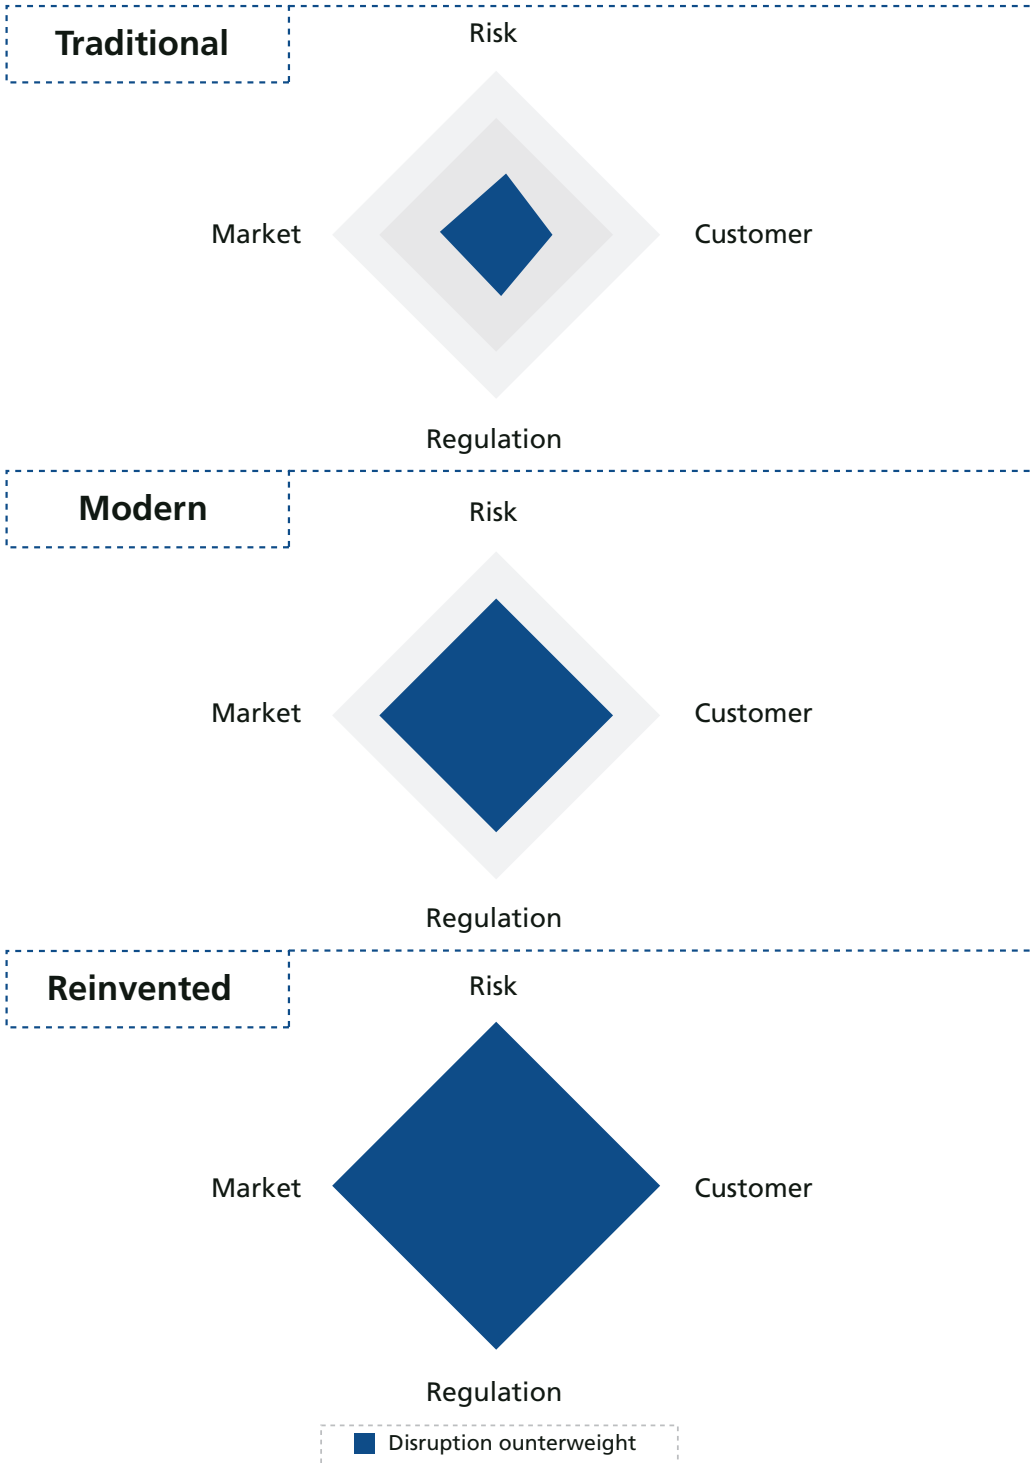 Traditional
Risk
Market
Customer
Regulation
Modern
Risk
Market
Customer
Regulation
Reinvented
Risk
Market
Customer
Regulation
Disruption ounterweight